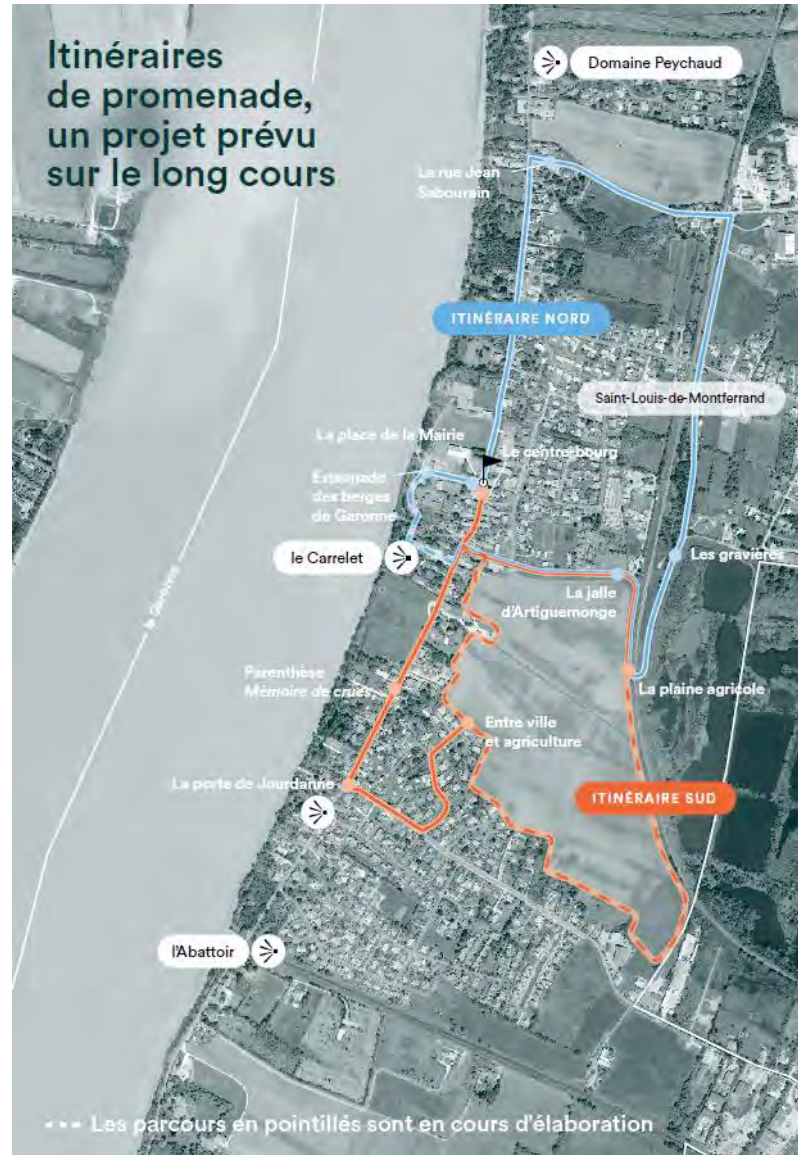 Itinéraires
de promenade,
un projet prévu
sur le long cours
Domaine Peychaud
La rue Jean
Sabourain
ITINÉRAIRE NORD
Saint-Louis-de-Montferrand
La place de la Mairie
Le centre-bourg
Esplanade
des berges
de Garonne
le Carrelet
Les gravières
La jalle
d'Artiguemonge
La plaine agricole
Parenthèse
Mémoire de crues
Entre ville
et agriculture
La porte de Jourdanne
ITINÉRAIRE SUD
l'Abattoir
Les parcours en pointillés sont en cours d'élaboration